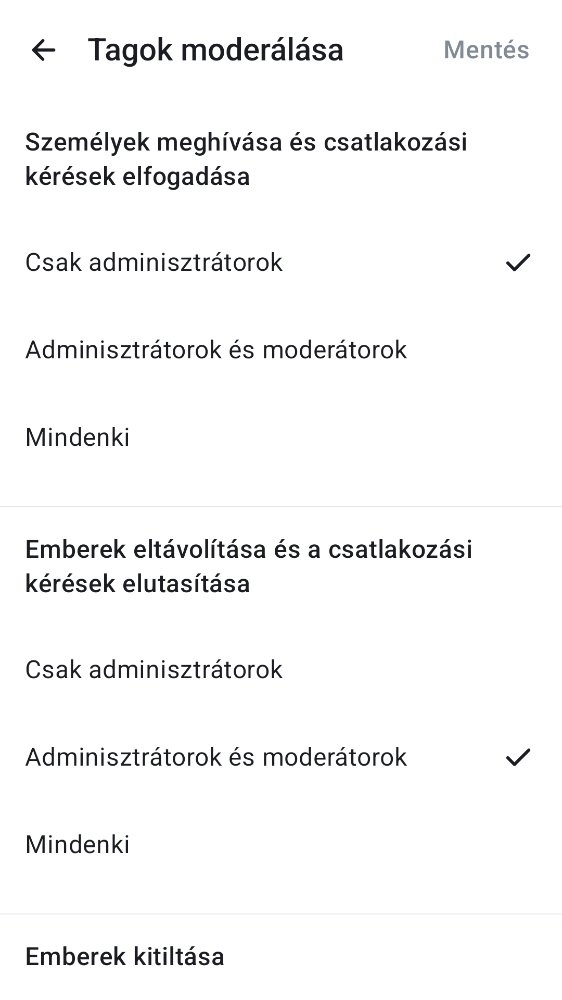 Tagok moderálása
Mentés
Személyek meghívása és csatlakozási
kérések elfogadása
Csak adminisztrátorok
Adminisztrátorok és moderátorok
Mindenki
Emberek eltávolítása és a csatlakozási
kérések elutasítása
Csak adminisztrátorok
Adminisztrátorok és moderátorok
Mindenki
Emberek kitiltása